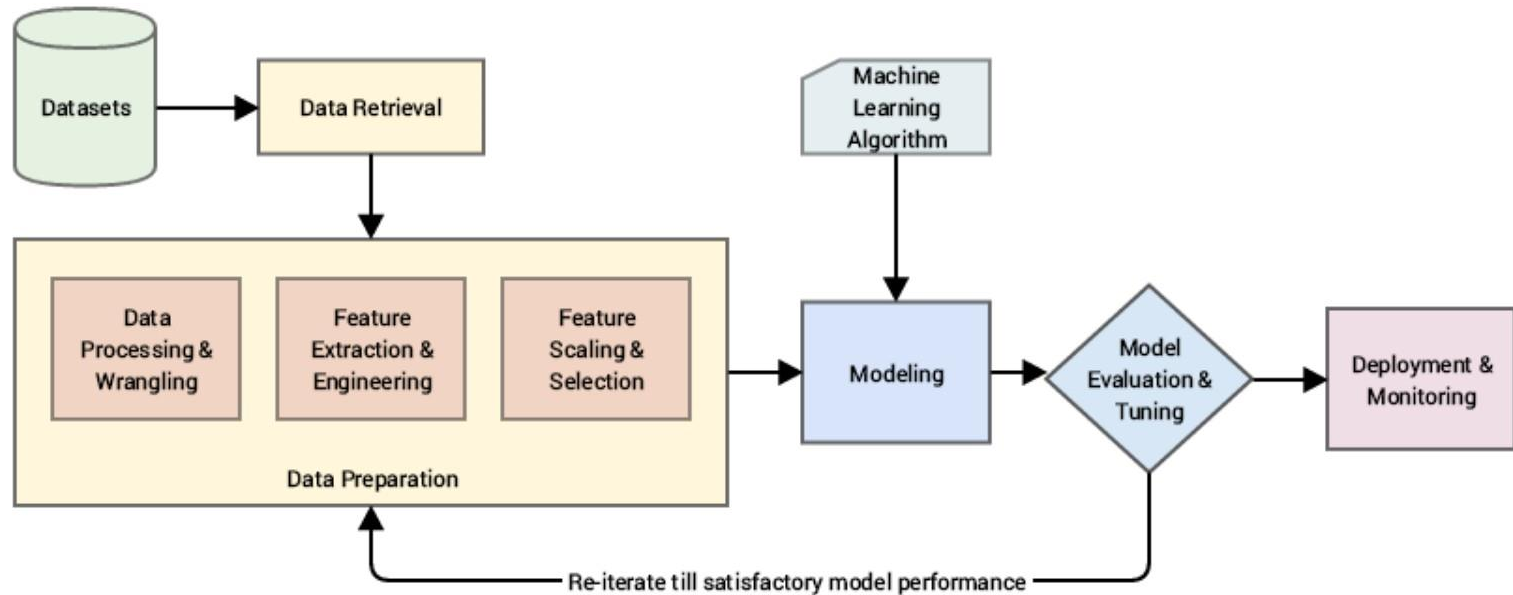 Datasets
Data Retrieval
Machine
Learning
Algorithm
Data
Processing &
Wrangling
Feature
Extraction &
Engineering
Feature
Scaling &
Selection
Data Preparation
Modeling
Model
Evaluation &
Tuning
Deployment &
Monitoring
Re-iterate till satisfactory model performance